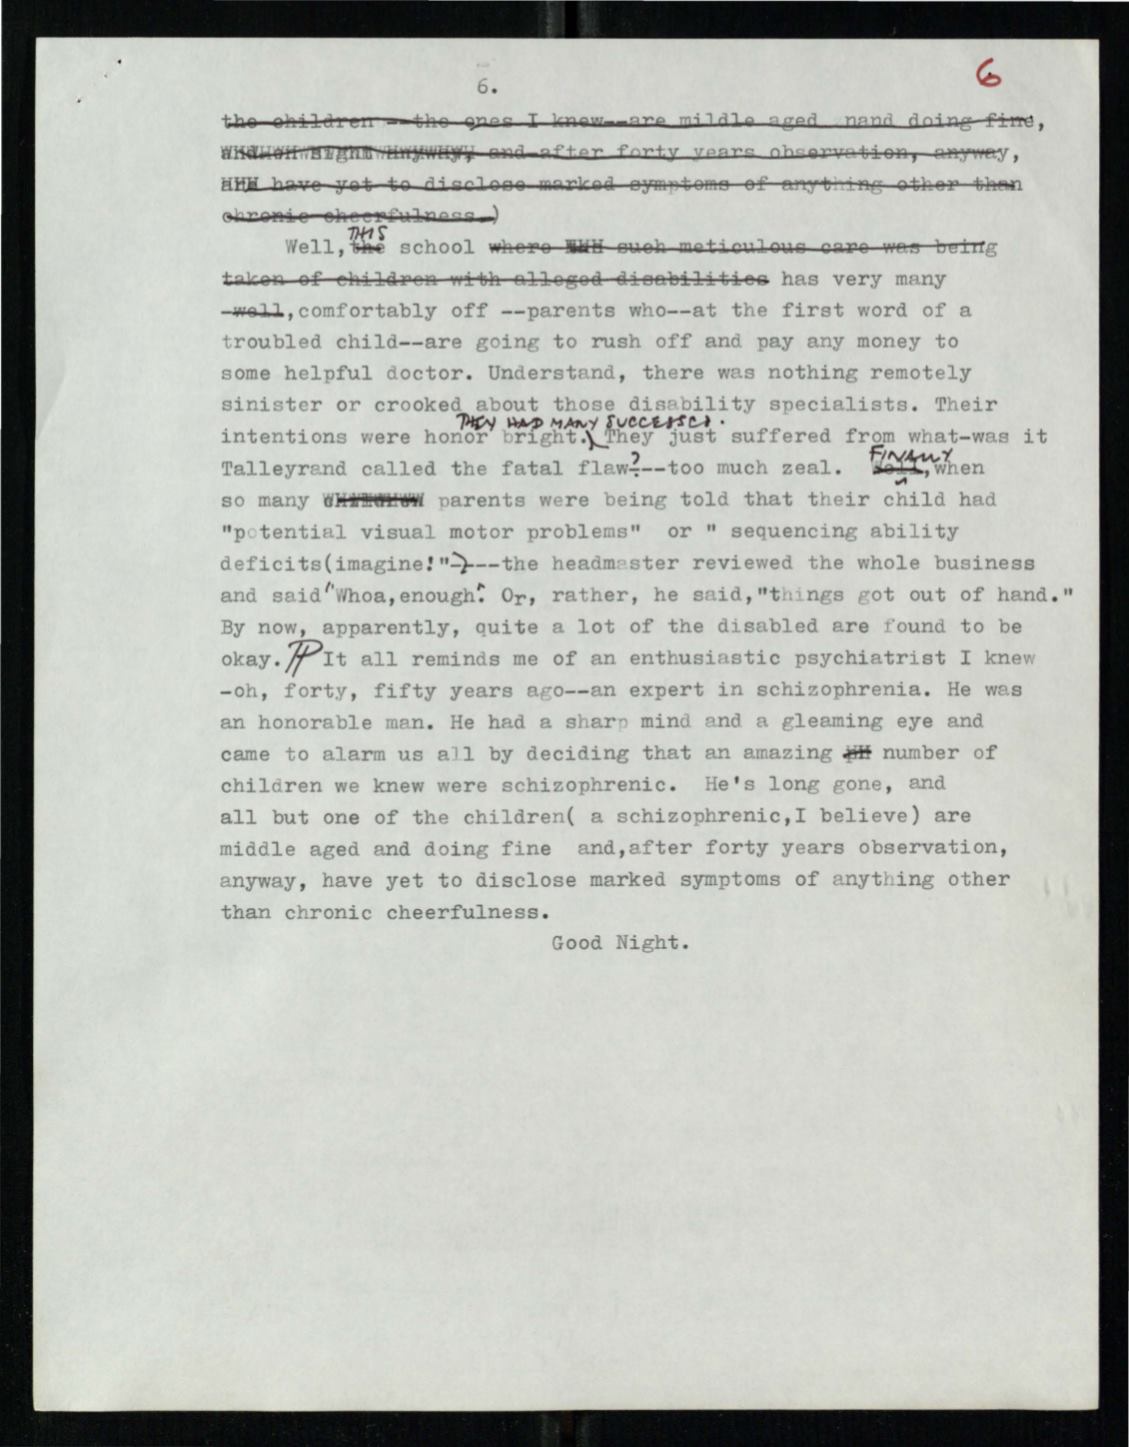 6.
6
the children --the ones I knew--are mildle aged nand doing fine,
and after forty years observation, anyway,
have yet to disclose marked symptoms of anything other than
chronic cheerfulness.)
THIS
Well, the school where such meticulous care was being
taken of children with alleged disabilities has very many
-well,comfortably off --parents who--at the first word of a
troubled child--are going to rush off and pay any money to
some helpful doctor. Understand, there was nothing remotely
sinister or crooked about those disability specialists. Their
THEY HAD MANY SUCCESSES.
intentions were honor bright. They just suffered from what-was it
Talleyrand called the fatal flaw?--too much zeal. Well,when
FINALLY
so many parents were being told that their child had
"potential visual motor problems" or " sequencing ability
deficits(imagine!")---the headmaster reviewed the whole business
and said"Whoa,enough". Or, rather, he said,"things got out of hand."
By now, apparently, quite a lot of the disabled are found to be
okay. It all reminds me of an enthusiastic psychiatrist I knew
-oh, forty, fifty years ago--an expert in schizophrenia. He was
an honorable man. He had a sharp mind and a gleaming eye and
came to alarm us all by deciding that an amazing number of
children we knew were schizophrenic. He's long gone, and
all but one of the children( a schizophrenic,I believe) are
middle aged and doing fine and,after forty years observation,
anyway, have yet to disclose marked symptoms of anything other
than chronic cheerfulness.
Good Night.